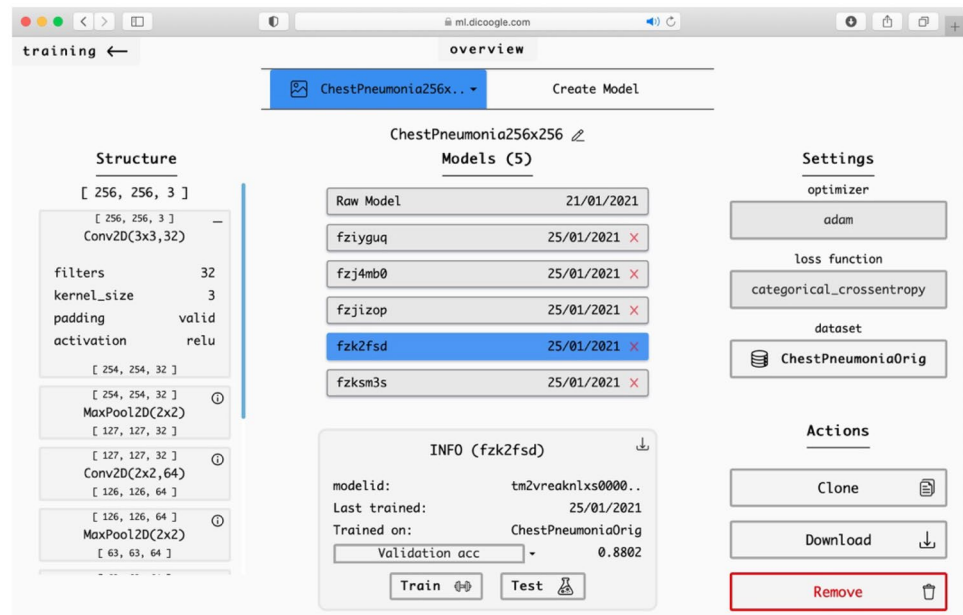 ml.dicoogle.com
training
overview
ChestPneumonia256x..
Create Model
ChestPneumonia256x256
Structure
[ 256, 256, 3 ]
[ 256, 256, 3 ]
Conv2D(3x3,32)
filters 32
kernel_size 3
padding valid
activation relu
[ 254, 254, 32 ]
[ 254, 254, 32 ]
MaxPool2D(2x2)
[ 127, 127, 32 ]
[ 127, 127, 32 ]
Conv2D(2x2,64)
[ 126, 126, 64 ]
[ 126, 126, 64 ]
MaxPool2D(2x2)
[ 63, 63, 64 ]
Models (5)
Raw Model 21/01/2021
fziyguq 25/01/2021
fzj4mb0 25/01/2021
fzjizop 25/01/2021
fzk2fsd 25/01/2021
fzksm3s 25/01/2021
INFO (fzk2fsd)
modelid: tm2vreaknlxs0000..
Last trained: 25/01/2021
Trained on: ChestPneumoniaOrig
Validation acc 0.8802
Train
Test
Settings
optimizer
adam
loss function
categorical_crossentropy
dataset
ChestPneumoniaOrig
Actions
Clone
Download
Remove